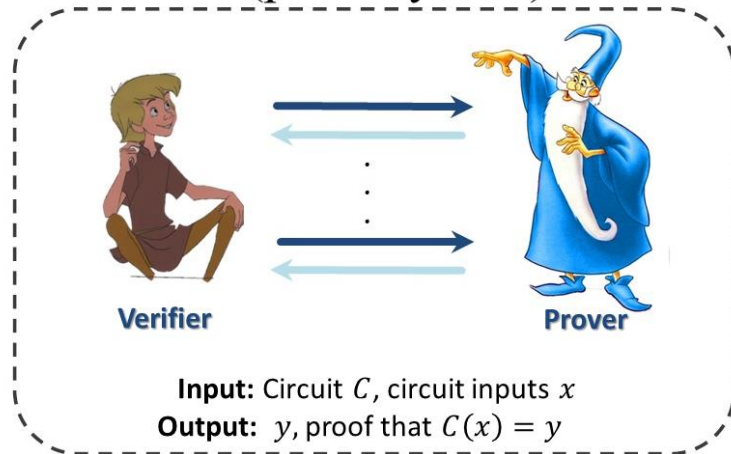 Verifier
Prover
Input: Circuit C, circuit inputs x
Output: y, proof that C(x) = y